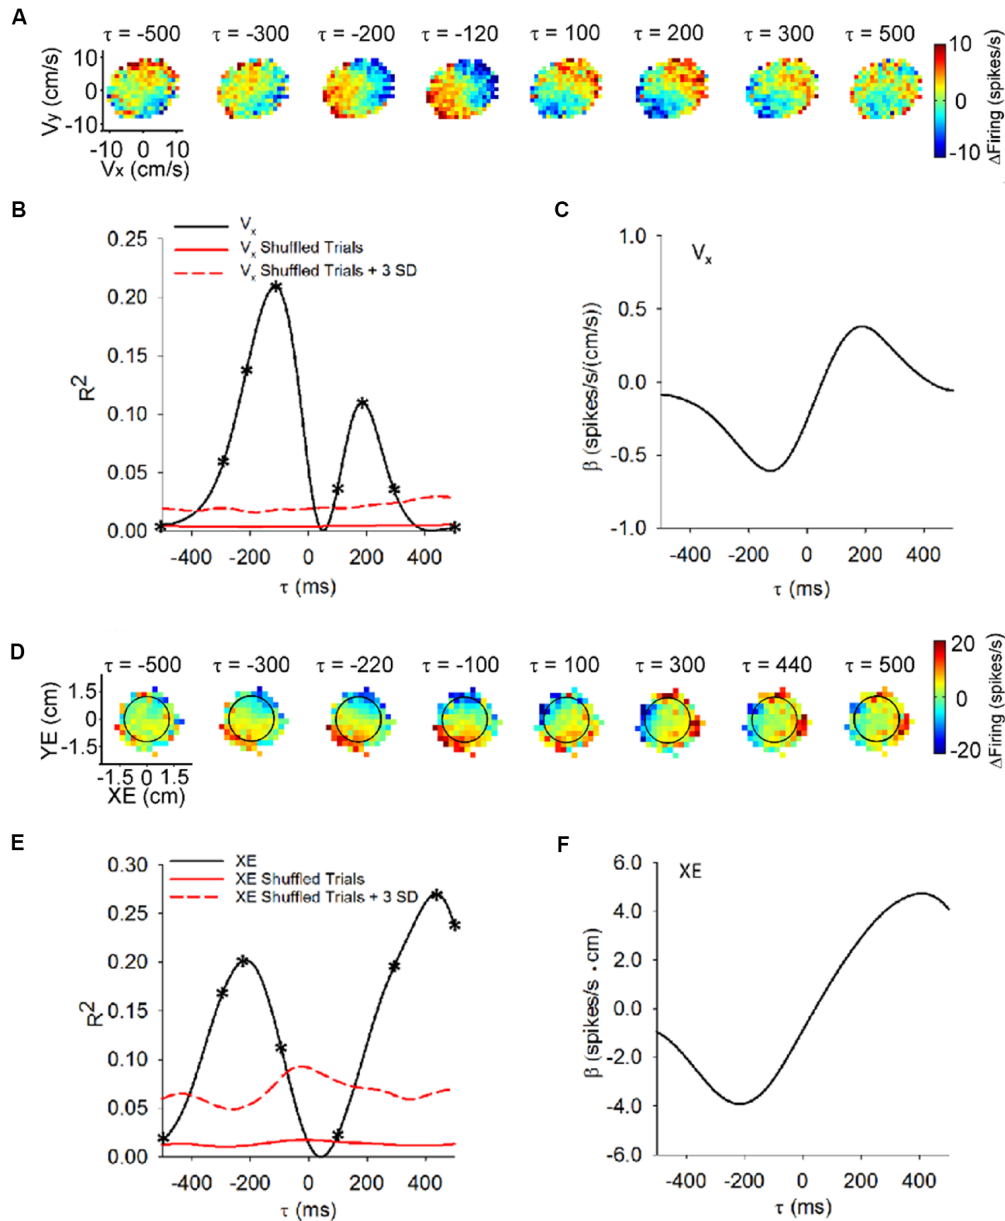 A
τ = -500 τ = -300 τ = -200 τ = -120 τ = 100 τ = 200 τ = 300 τ = 500
Vy (cm/s)
10
0
-10
-10 0 10
Vx (cm/s)
10
0
-10
ΔFiring (spikes/s)
B
Vx
Vx Shuffled Trials
Vx Shuffled Trials + 3 SD
R2
0.25
0.20
0.15
0.10
0.05
0.00
-400 -200 0 200 400
τ (ms)
C
Vx
β (spikes/s/(cm/s))
1.0
0.5
0.0
-0.5
-1.0
-400 -200 0 200 400
τ (ms)
D
τ = -500 τ = -300 τ = -220 τ = -100 τ = 100 τ = 300 τ = 440 τ = 500
YE (cm)
1.5
0
-1.5
-1.5 0 1.5
XE (cm)
20
0
-20
ΔFiring (spikes/s)
E
XE
XE Shuffled Trials
XE Shuffled Trials + 3 SD
R2
0.30
0.25
0.20
0.15
0.10
0.05
0.00
-400 -200 0 200 400
τ (ms)
F
XE
β (spikes/s · cm)
6.0
4.0
2.0
0.0
-2.0
-4.0
-6.0
-400 -200 0 200 400
τ (ms)